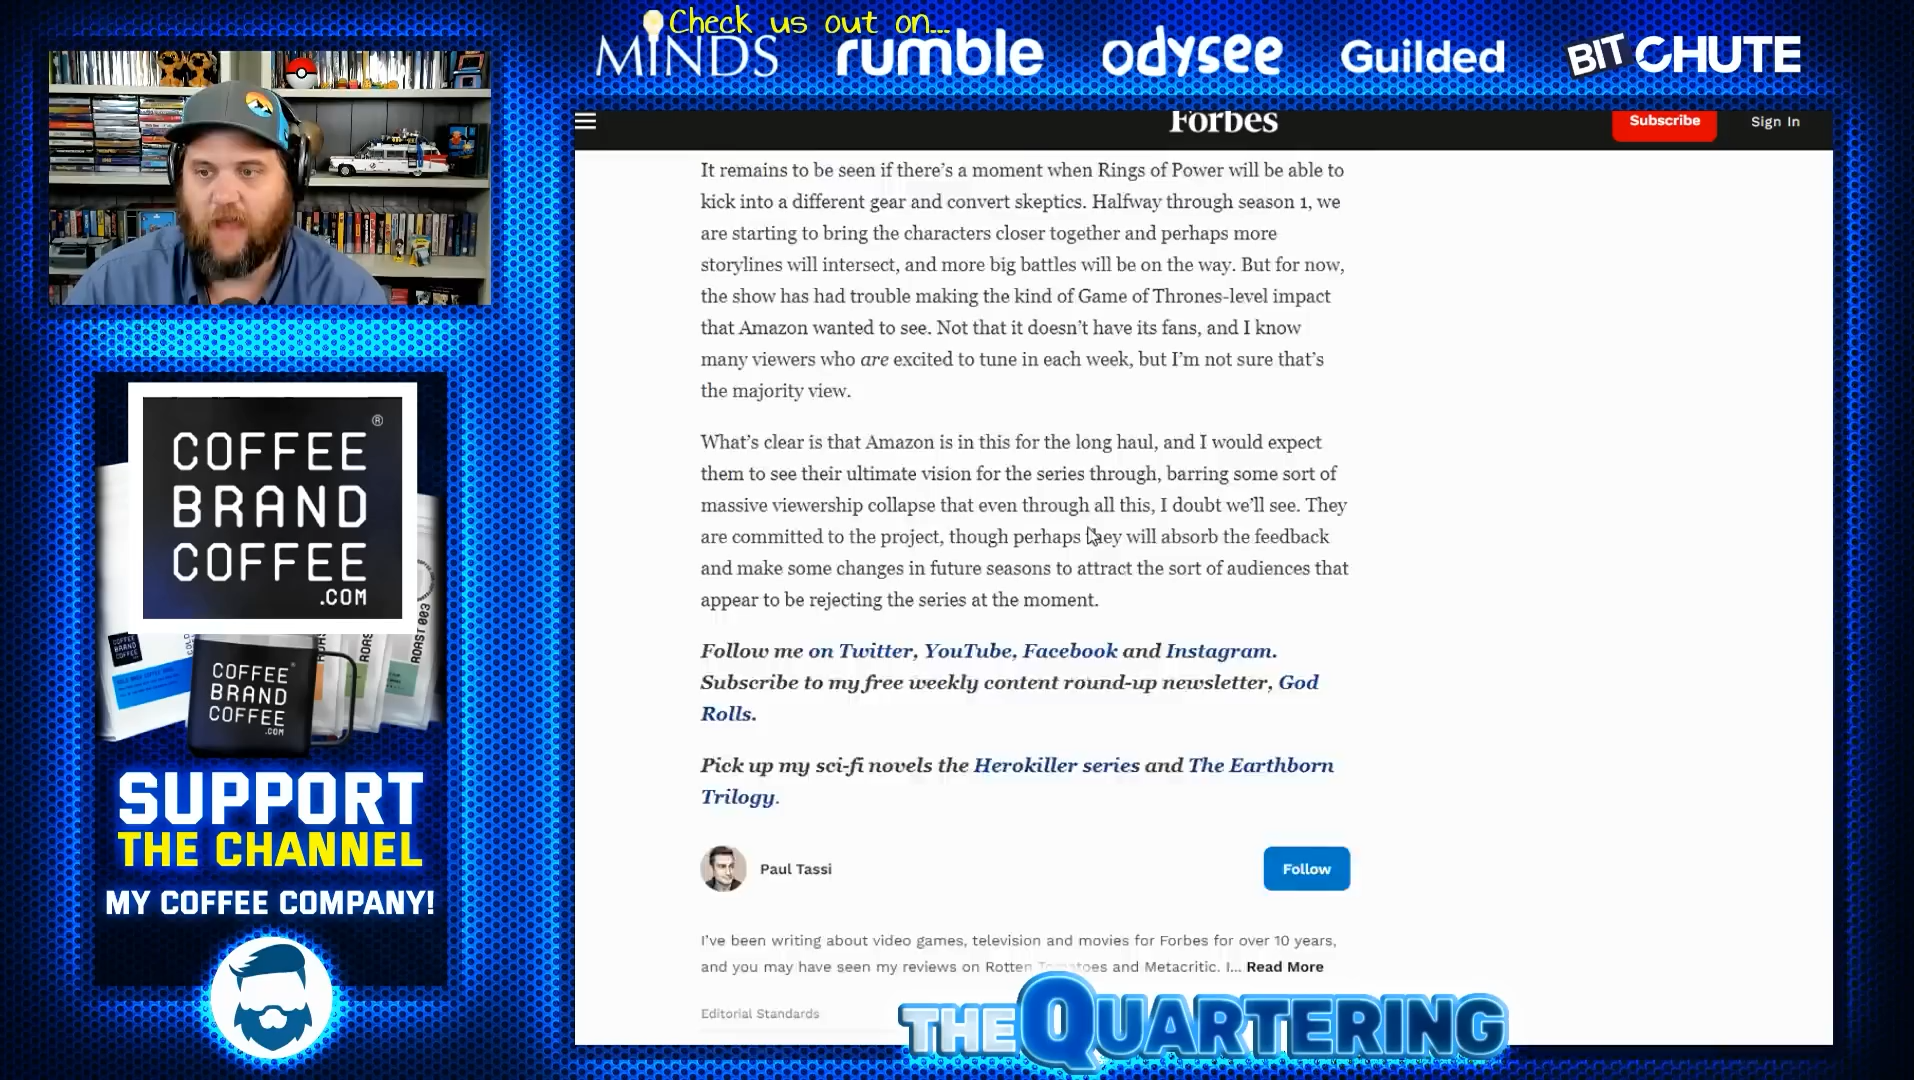 Check us out on...
MINDS rumble odysee Guilded BITCHUTE
Forbes
Subscribe
Sign In
It remains to be seen if there's a moment when Rings of Power will be able to
kick into a different gear and convert skeptics. Halfway through season 1, we
are starting to bring the characters closer together and perhaps more
storylines will intersect, and more big battles will be on the way. But for now,
the show has had trouble making the kind of Game of Thrones-level impact
that Amazon wanted to see. Not that it doesn't have its fans, and I know
many viewers who are excited to tune in each week, but I'm not sure that's
the majority view.
What's clear is that Amazon is in this for the long haul, and I would expect
them to see their ultimate vision for the series through, barring some sort of
massive viewership collapse that even through all this, I doubt we'll see. They
are committed to the project, though perhaps they will absorb the feedback
and make some changes in future seasons to attract the sort of audiences that
appear to be rejecting the series at the moment.
Follow me on Twitter, YouTube, Facebook and Instagram.
Subscribe to my free weekly content round-up newsletter, God
Rolls.
Pick up my sci-fi novels the Herokiller series and The Earthborn
Trilogy.
Paul Tassi
Follow
I've been writing about video games, television and movies for Forbes for over 10 years,
and you may have seen my reviews on Rotten Tomatoes and Metacritic. I... Read More
Editorial Standards
THE QUARTERING
COFFEE ®
BRAND
COFFEE
.COM
ROAST 003
COFFEE
BRAND
COFFEE
.COM
SUPPORT
THE CHANNEL
MY COFFEE COMPANY!